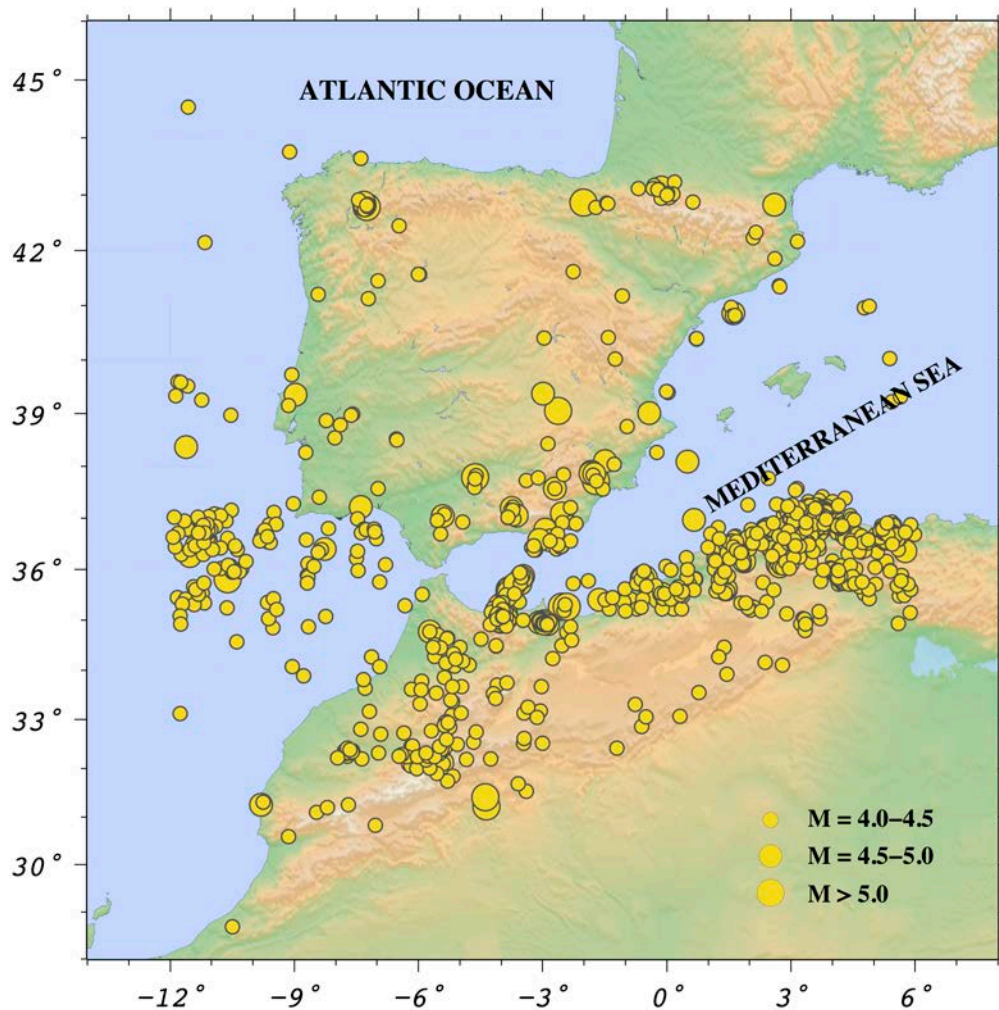 45°
ATLANTIC OCEAN
42°
39°
MEDITERRANEAN SEA
36°
33°
M = 4.0–4.5
M = 4.5–5.0
30°
M > 5.0
−12° −9° −6° −3° 0° 3° 6°